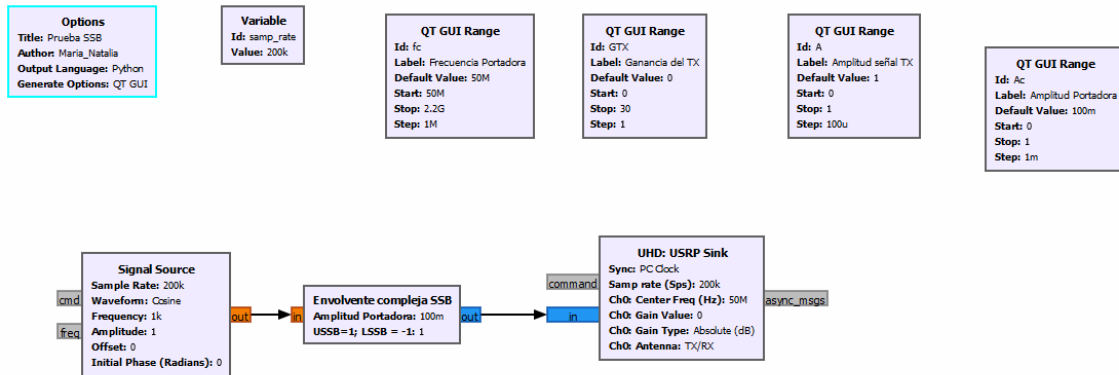 Options
Title: Prueba SSB
Author: Maria_Natalia
Output Language: Python
Generate Options: QT GUI
Variable
Id: samp_rate
Value: 200k
QT GUI Range
Id: fc
Label: Frecuencia Portadora
Default Value: 50M
Start: 50M
Stop: 2.2G
Step: 1M
QT GUI Range
Id: GTX
Label: Ganancia del TX
Default Value: 0
Start: 0
Stop: 30
Step: 1
QT GUI Range
Id: A
Label: Amplitud señal TX
Default Value: 1
Start: 0
Stop: 1
Step: 100u
QT GUI Range
Id: Ac
Label: Amplitud Portadora
Default Value: 100m
Start: 0
Stop: 1
Step: 1m
cmd
freq
Signal Source
Sample Rate: 200k
Waveform: Cosine
Frequency: 1k
Amplitude: 1
Offset: 0
Initial Phase (Radians): 0
out
in
Envolvente compleja SSB
Amplitud Portadora: 100m
USSB=1; LSSB = -1: 1
out
command
in
UHD: USRP Sink
Sync: PC Clock
Samp rate (Sps): 200k
Ch0: Center Freq (Hz): 50M
Ch0: Gain Value: 0
Ch0: Gain Type: Absolute (dB)
Ch0: Antenna: TX/RX
async_msgs